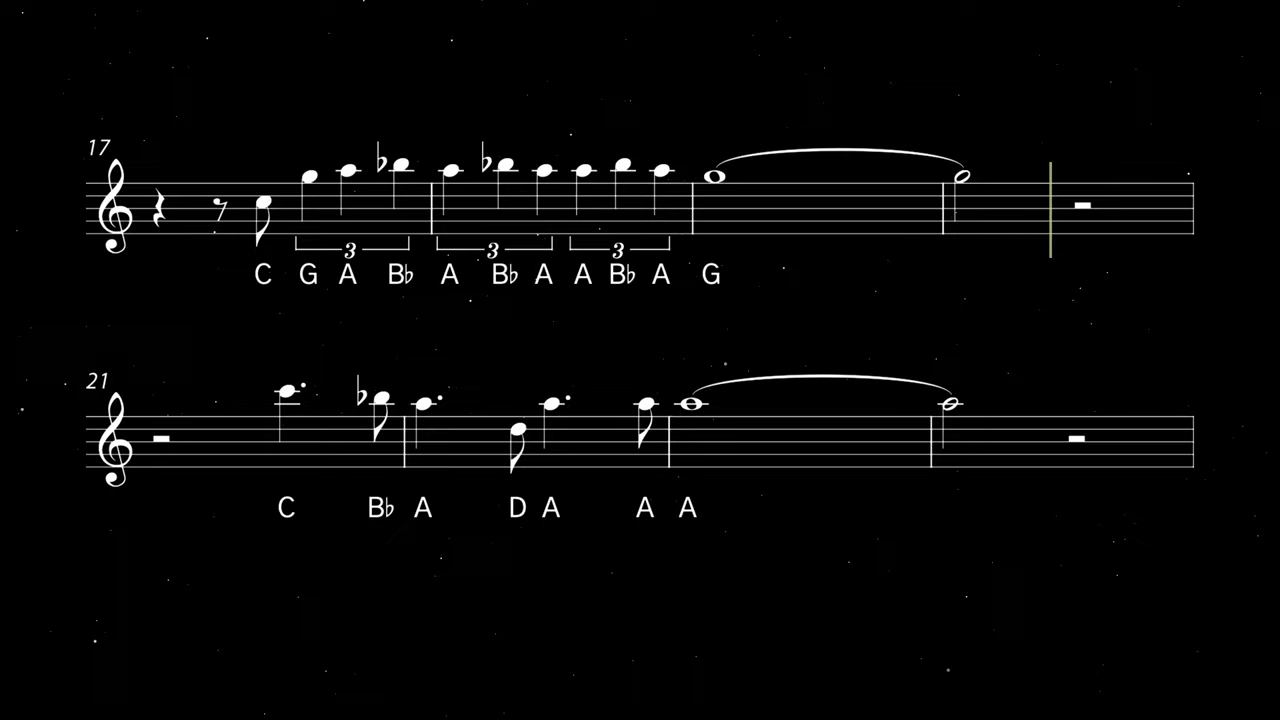 17
3 3 3
C G A B♭ A B♭ A A B♭ A G
21
C B♭ A D A A A